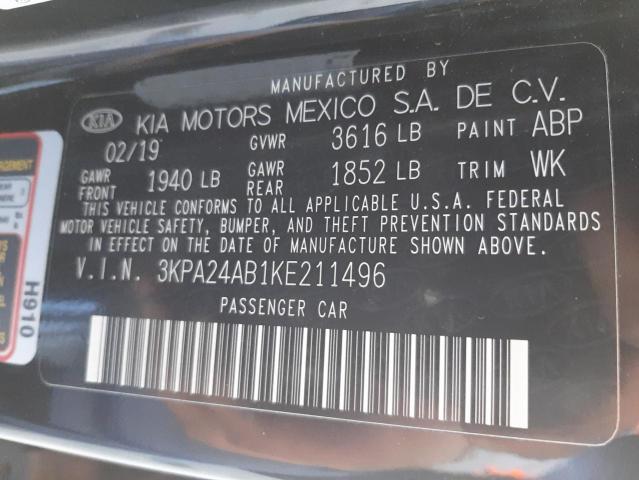 MANUFACTURED BY
KIA KIA MOTORS MEXICO S.A. DE C.V.
02/19 GVWR 3616 LB PAINT ABP
GAWR FRONT 1940 LB GAWR REAR 1852 LB TRIM WK
THIS VEHICLE CONFORMS TO ALL APPLICABLE U.S.A. FEDERAL
MOTOR VEHICLE SAFETY, BUMPER, AND THEFT PREVENTION STANDARDS
IN EFFECT ON THE DATE OF MANUFACTURE SHOWN ABOVE.
V.I.N. 3KPA24AB1KE211496
PASSENGER CAR
H910